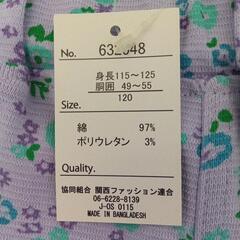 No. 632648
身長115～125
胴囲 49～55
Size. 120
綿 97%
ポリウレタン 3%
Quality.
協同組合 関西ファッション連合
06-6228-8139
J-OS 0115
MADE IN BANGLADESH